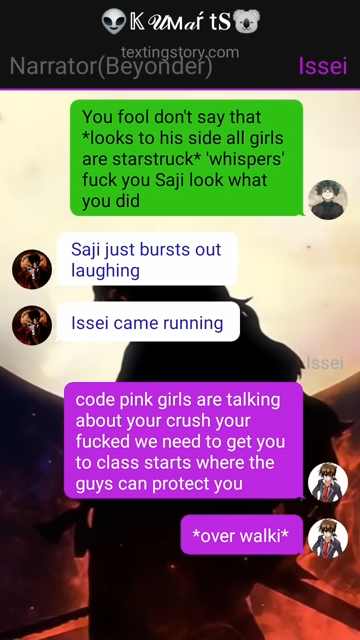 👽𝕂 𝓤𝐌𝐀ŕ t𝐒🐨
textingstory.com
Narrator(Beyonder)
Issei
You fool don't say that
*looks to his side all girls
are starstruck* 'whispers'
fuck you Saji look what
you did
Saji just bursts out
laughing
Issei came running
Issei
code pink girls are talking
about your crush your
fucked we need to get you
to class starts where the
guys can protect you
*over walki*